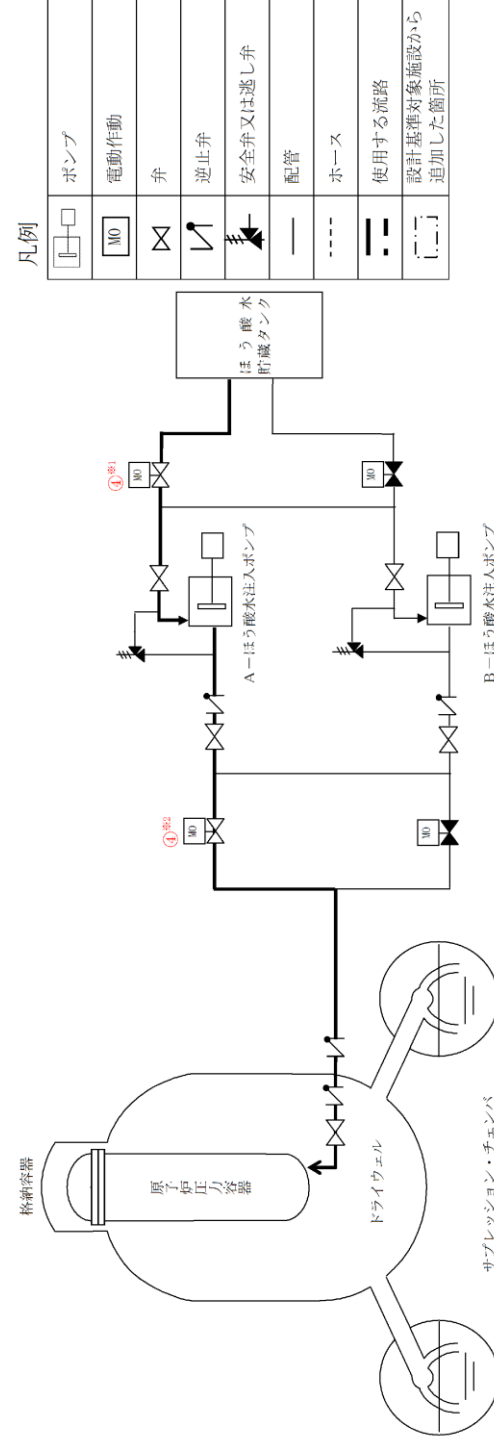 凡例
ポンプ
MO
電動作動
弁
逆止弁
安全弁又は逃し弁
配管
ホース
使用する流路
設計基準対象施設から
追加した箇所
格納容器
原子炉圧力容器
ドライウェル
サプレッション・チェンバ
④※2
MO
MO
④※1
MO
MO
A－ほう酸水注入ポンプ
B－ほう酸水注入ポンプ
ほう酸水
貯蔵タンク